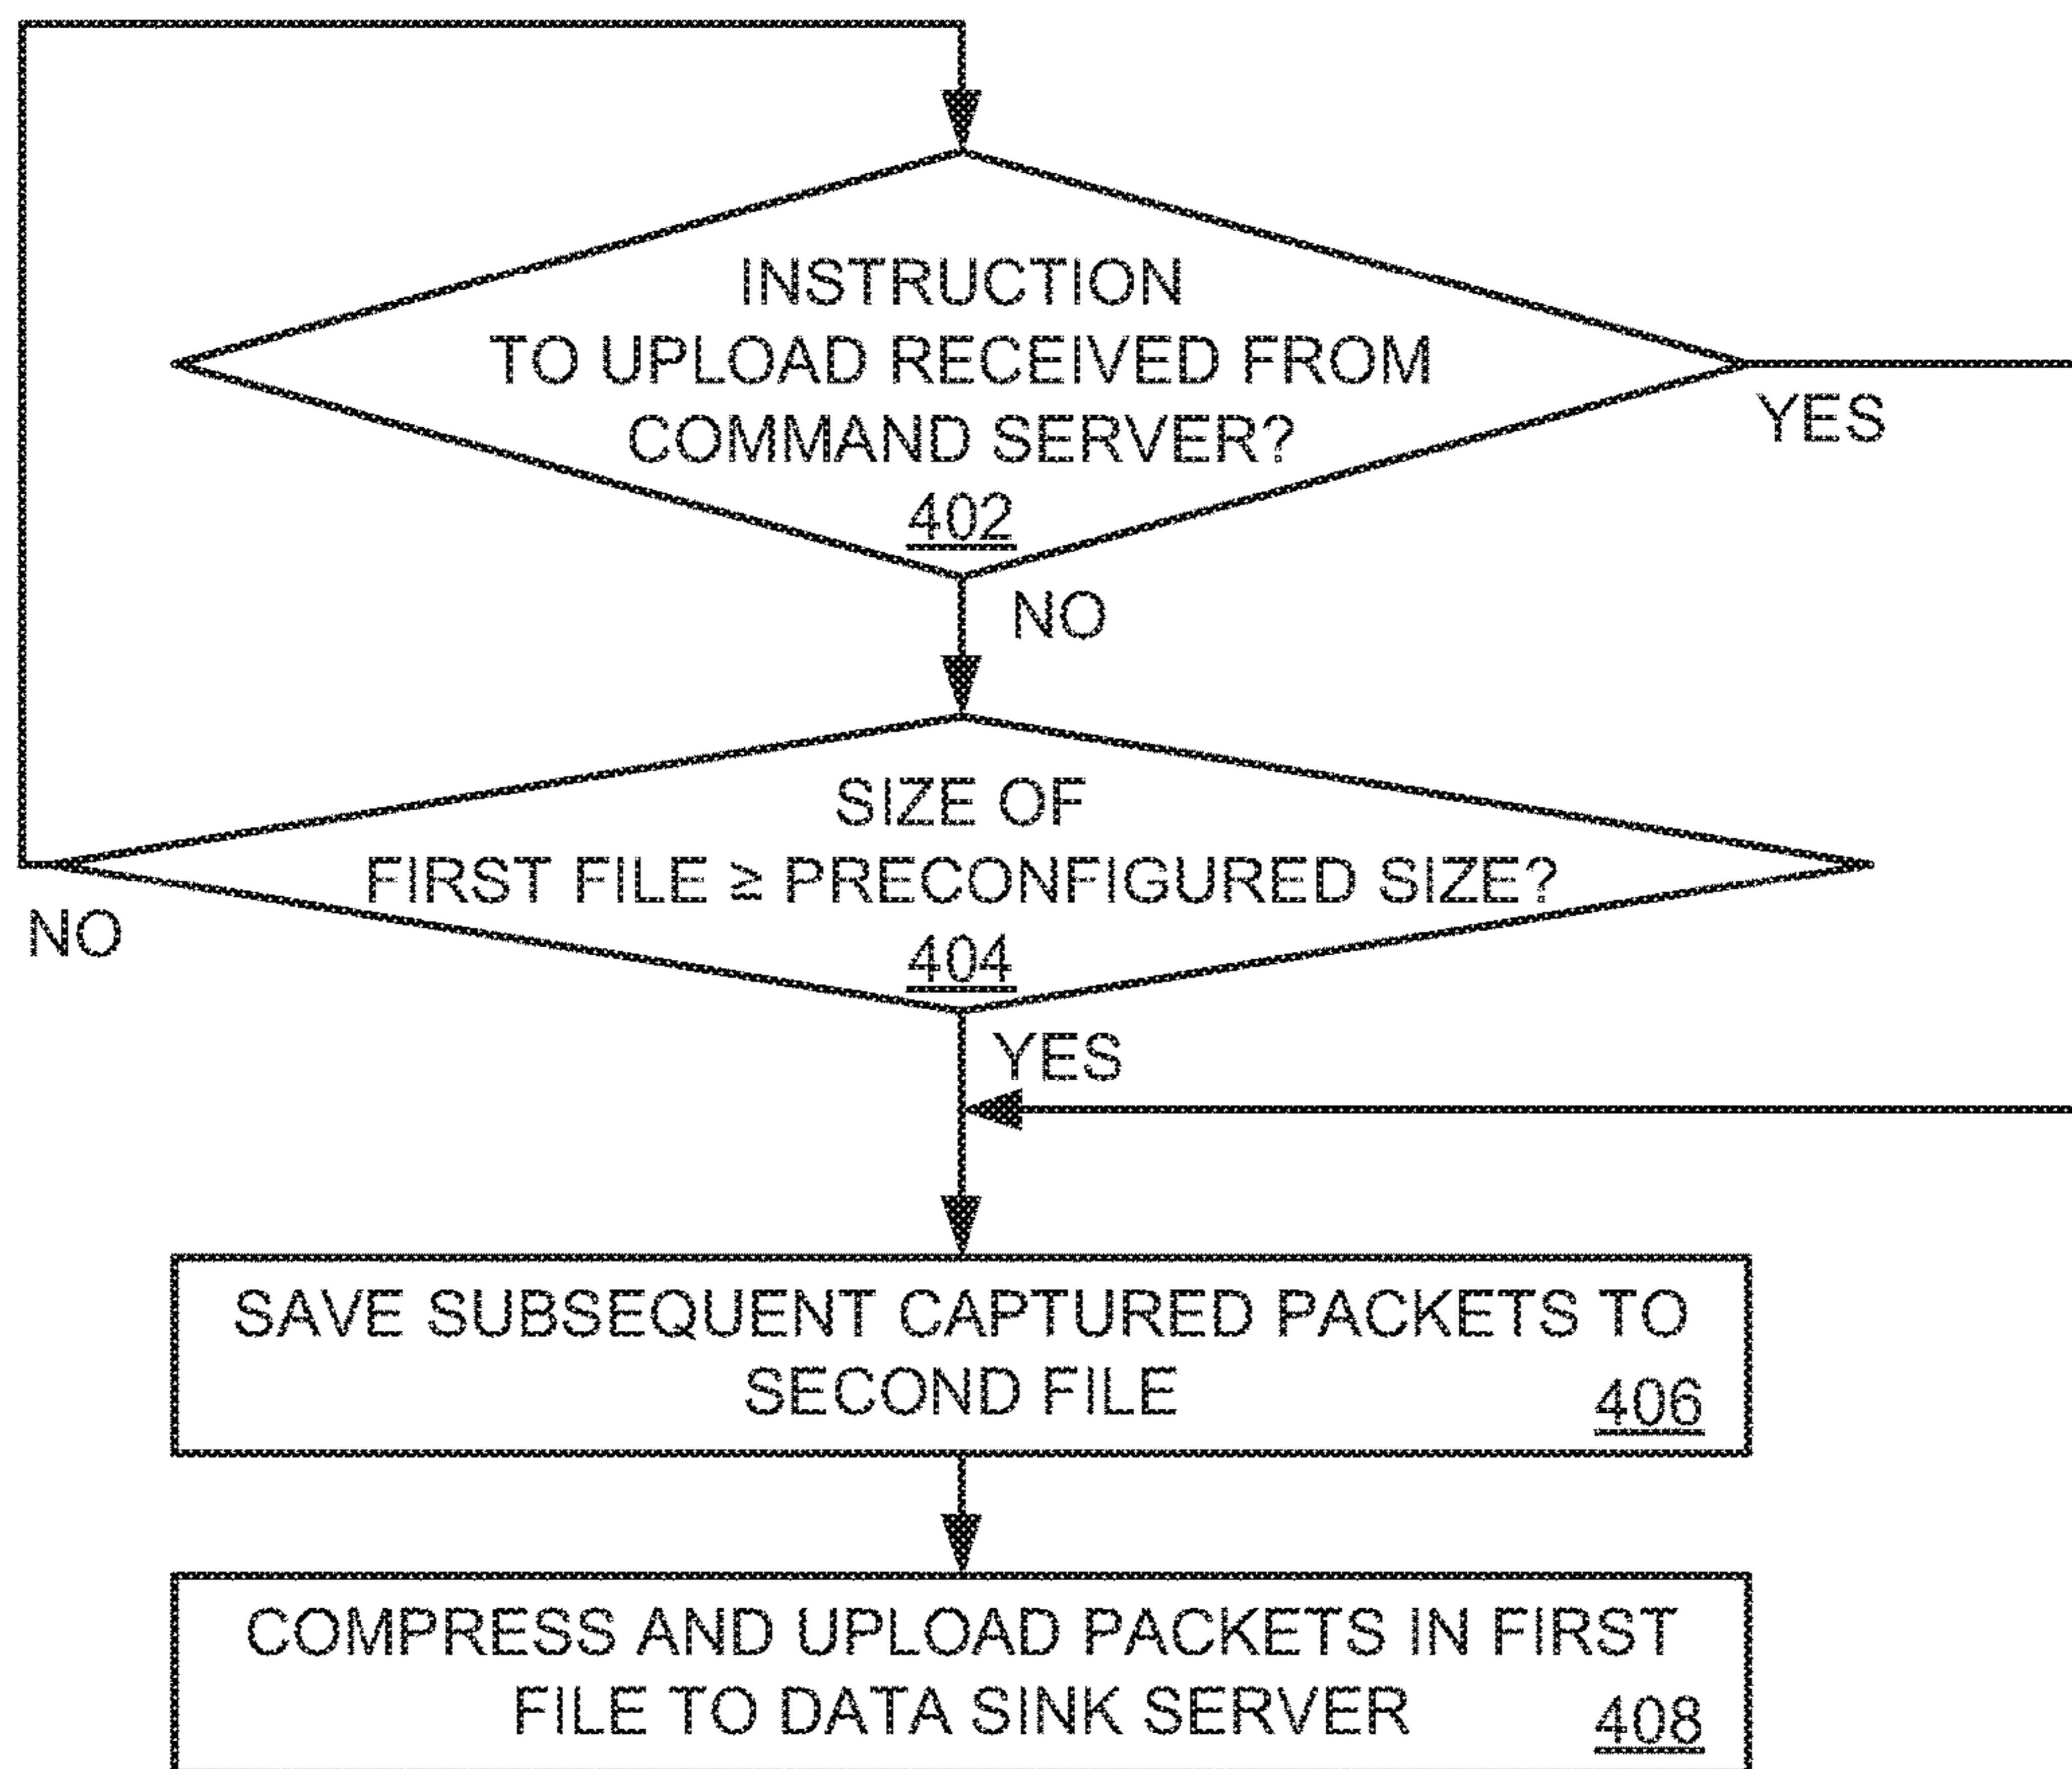 INSTRUCTION
TO UPLOAD RECEIVED FROM
COMMAND SERVER?
402
YES
NO
SIZE OF
FIRST FILE ≥ PRECONFIGURED SIZE?
404
NO
YES
SAVE SUBSEQUENT CAPTURED PACKETS TO
SECOND FILE
406
COMPRESS AND UPLOAD PACKETS IN FIRST
FILE TO DATA SINK SERVER
408